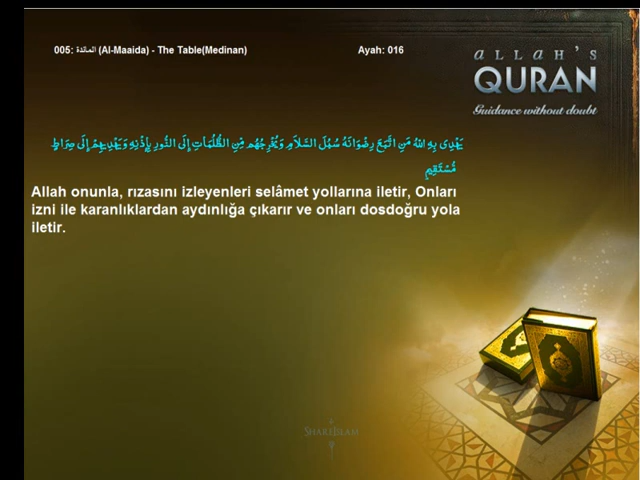 005: المائدة (Al-Maaida) - The Table(Medinan) Ayah: 016
ALLAH'S
QURAN
Guidance without doubt
يَهْدِى بِهِ اللهُ مَنِ اتَّبَعَ رِضْوَانَهُ سُبُلَ السَّلَامِ وَيُخْرِجُهُم مِّنِ الظُّلُمَاتِ إِلَى النُّورِ بِإِذْنِهِ وَيَهْدِيهِمْ إِلَى صِرَاطٍ
مُّسْتَقِيمٍ
Allah onunla, rızasını izleyenleri selâmet yollarına iletir, Onları
izni ile karanlıklardan aydınlığa çıkarır ve onları dosdoğru yola
iletir.
SHAREISLAM